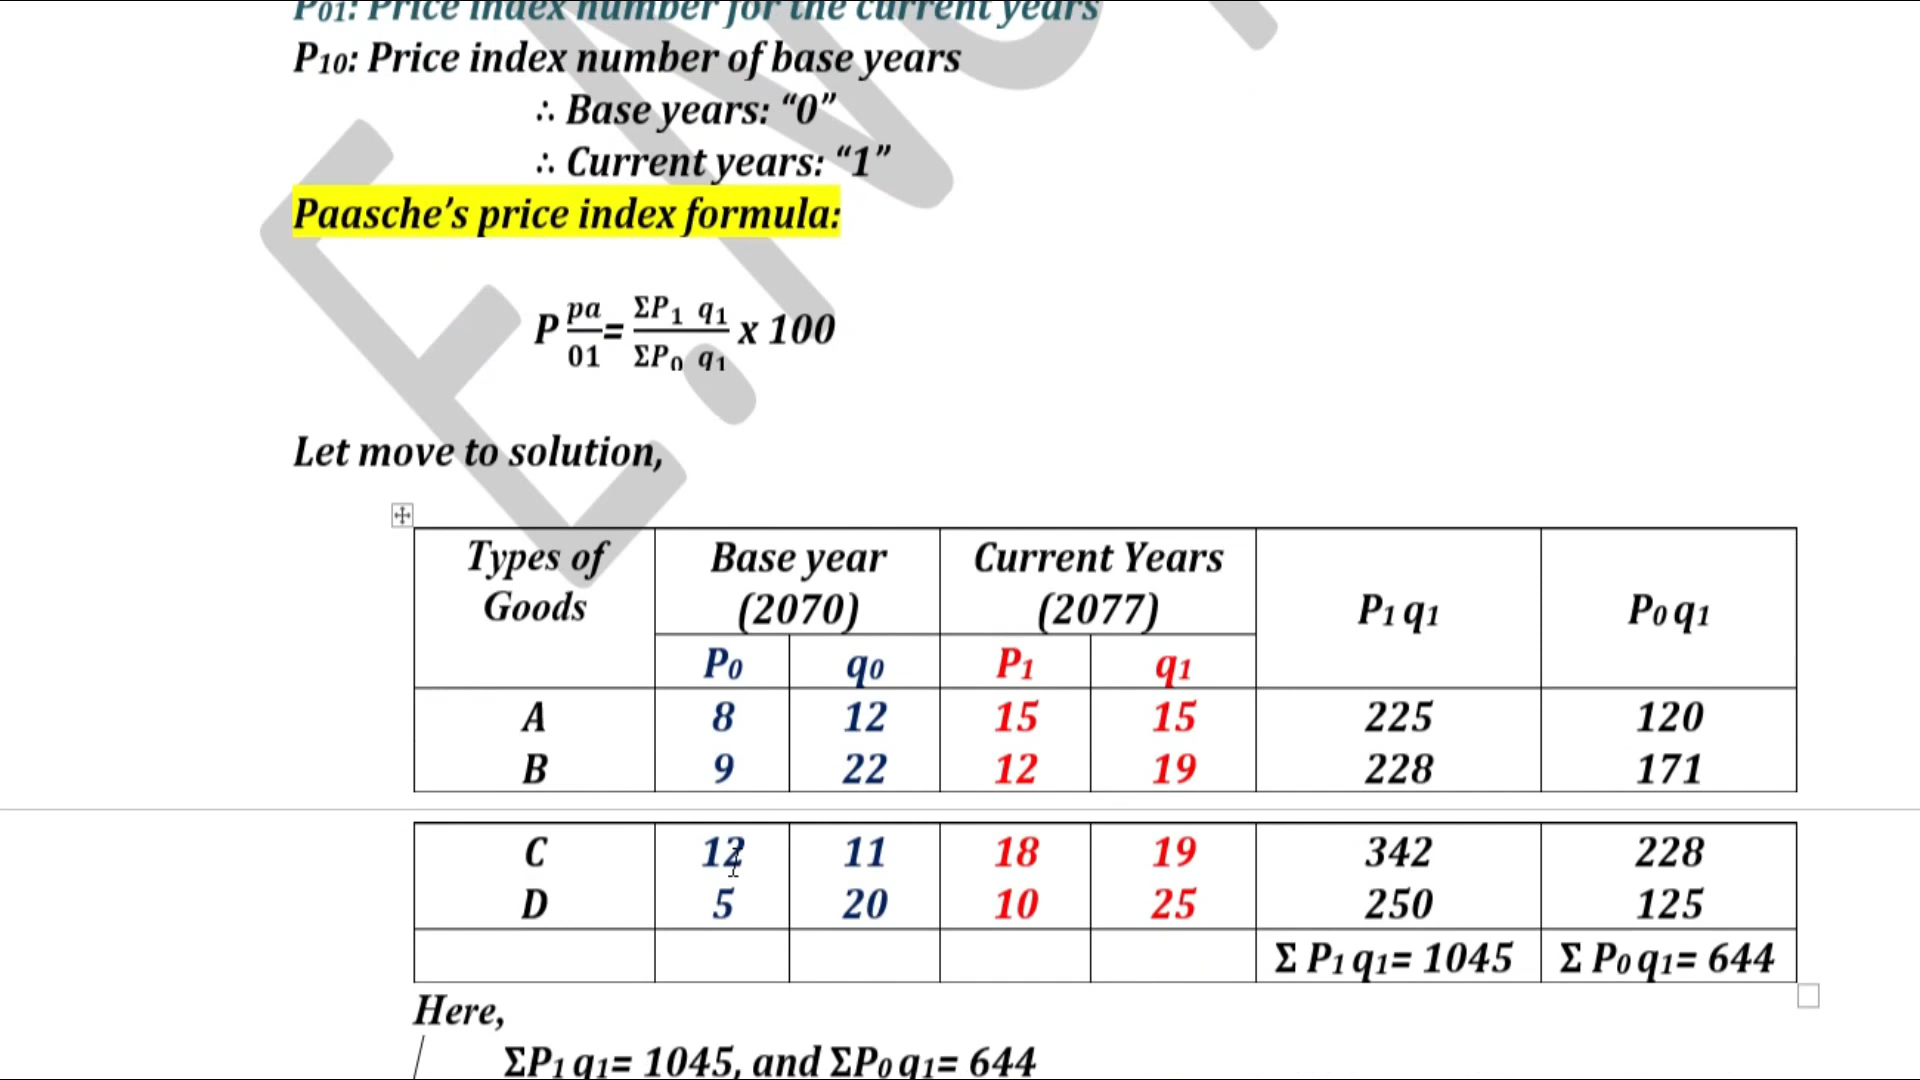 P01: Price index number for the current years
P10: Price index number of base years
∴ Base years: “0”
∴ Current years: “1”
Paasche’s price index formula:
P pa/01 = ΣP1 q1/ΣP0 q1 x 100
Let move to solution,
Types of Goods Base year (2070) Current Years (2077) P1 q1 P0 q1
P0 q0 P1 q1
A 8 12 15 15 225 120
B 9 22 12 19 228 171
C 12 11 18 19 342 228
D 5 20 10 25 250 125
Σ P1 q1= 1045 Σ P0 q1= 644
Here,
ΣP1 q1= 1045, and ΣP0 q1= 644